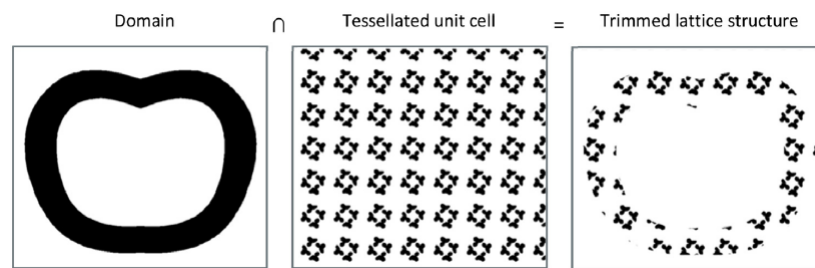 Domain ∩ Tessellated unit cell = Trimmed lattice structure